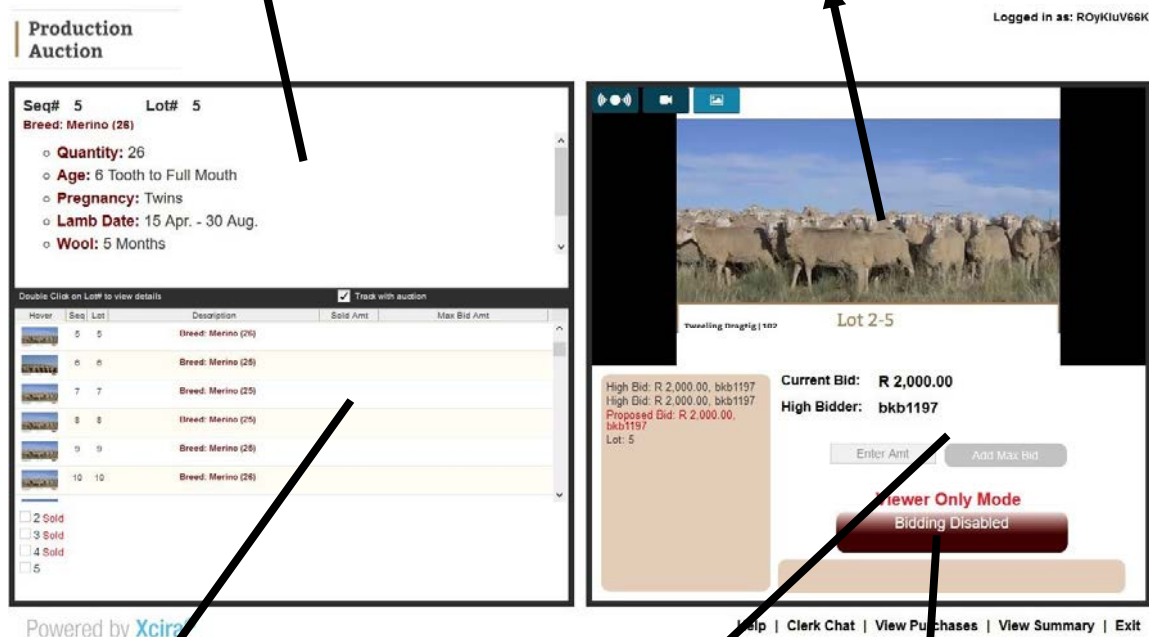 Production
Auction
Logged in as: ROyKIuV66K
Seq# 5 Lot# 5
Breed: Merino (26)
Quantity: 26
Age: 6 Tooth to Full Mouth
Pregnancy: Twins
Lamb Date: 15 Apr. - 30 Aug.
Wool: 5 Months
Double Click on Lot# to view details Track with auction
Hover Seq Lot Description Sold Amt Max Bid Amt
5 5 Breed: Merino (26)
6 6 Breed: Merino (25)
7 7 Breed: Merino (25)
8 8 Breed: Merino (25)
9 9 Breed: Merino (26)
10 10 Breed: Merino (26)
2 Sold
3 Sold
4 Sold
5
Powered by Xcira
Tweeling Dragtig | 102
Lot 2-5
High Bid: R 2,000.00, bkb1197
High Bid: R 2,000.00, bkb1197
Proposed Bid: R 2,000.00,
bkb1197
Lot: 5
Current Bid: R 2,000.00
High Bidder: bkb1197
Enter Amt Add Max Bid
Viewer Only Mode
Bidding Disabled
Help | Clerk Chat | View Purchases | View Summary | Exit